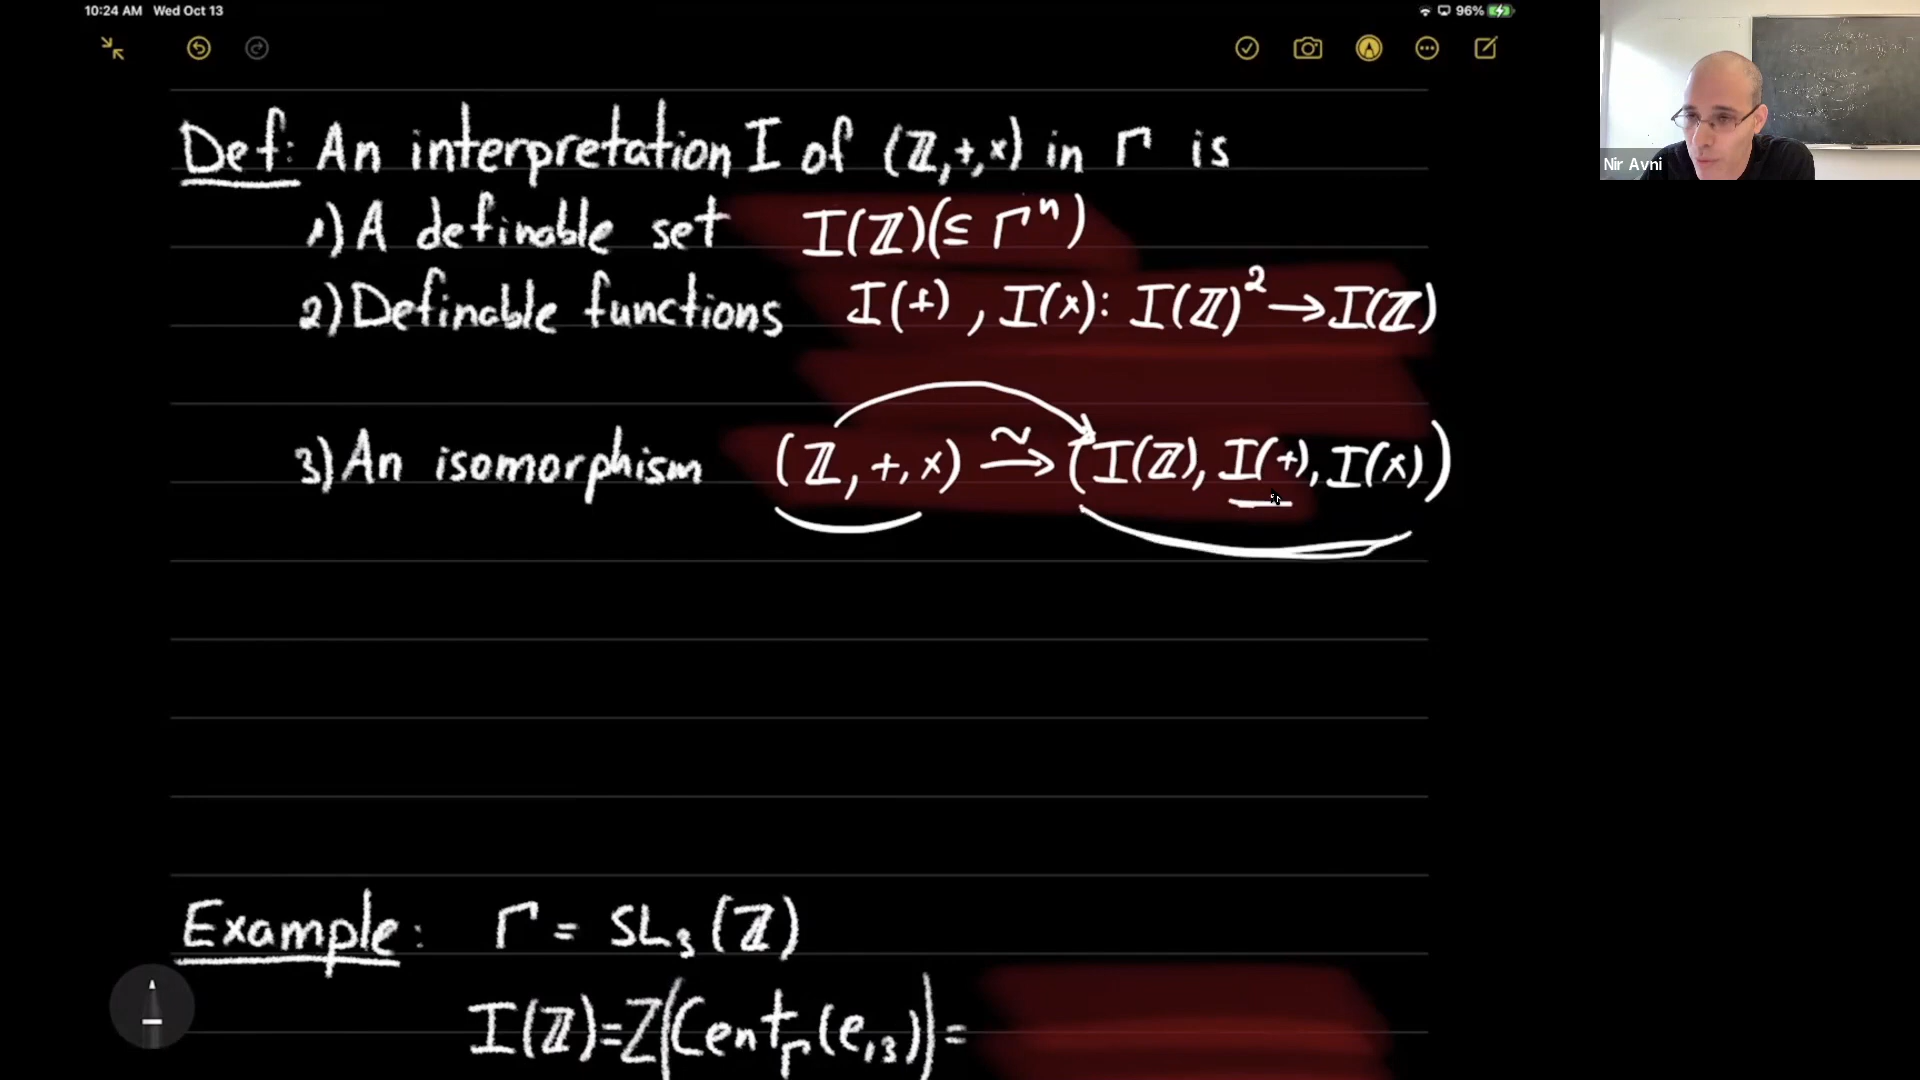 10:24 AM Wed Oct 13
96%
Def: An interpretation I of (ℤ,+,×) in Γ is
1) A definable set I(ℤ)(⊆ Γⁿ)
2) Definable functions I(+), I(×): I(ℤ)² → I(ℤ)
3) An isomorphism (ℤ,+,×) ⥲ (I(ℤ), I(+), I(×))
Example: Γ = SL₃(ℤ)
I(ℤ)=Z(Cent_Γ(e₁₃))=
Nir Avni